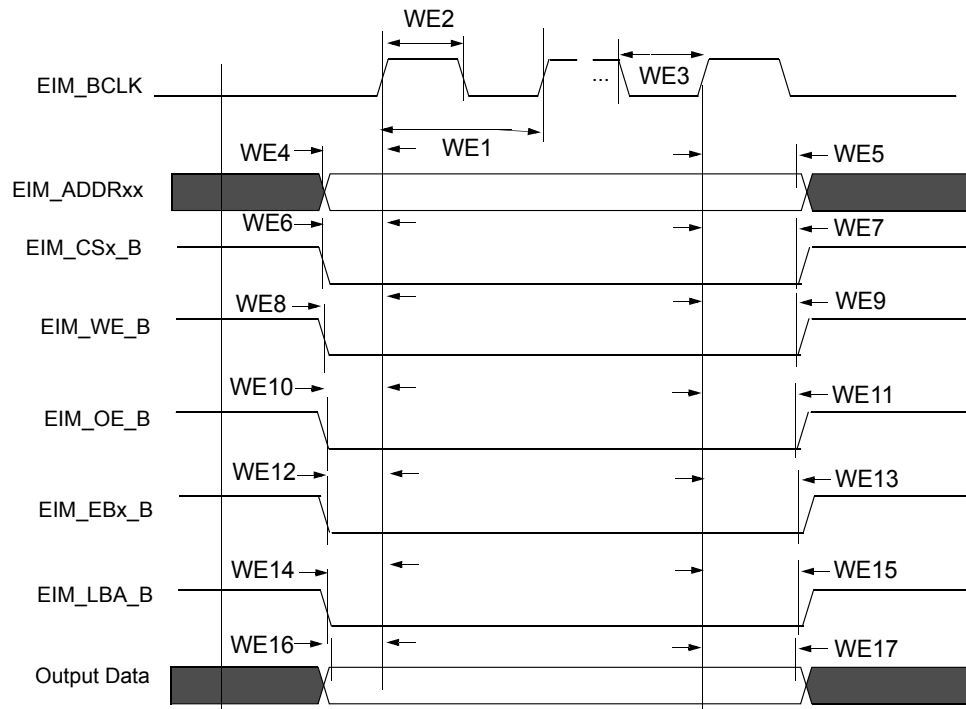 WE2
EIM_BCLK
...
WE3
WE4
WE1
WE5
EIM_ADDRxx
WE6
WE7
EIM_CSx_B
WE8
WE9
EIM_WE_B
WE10
WE11
EIM_OE_B
WE12
WE13
EIM_EBx_B
WE14
WE15
EIM_LBA_B
WE16
WE17
Output Data